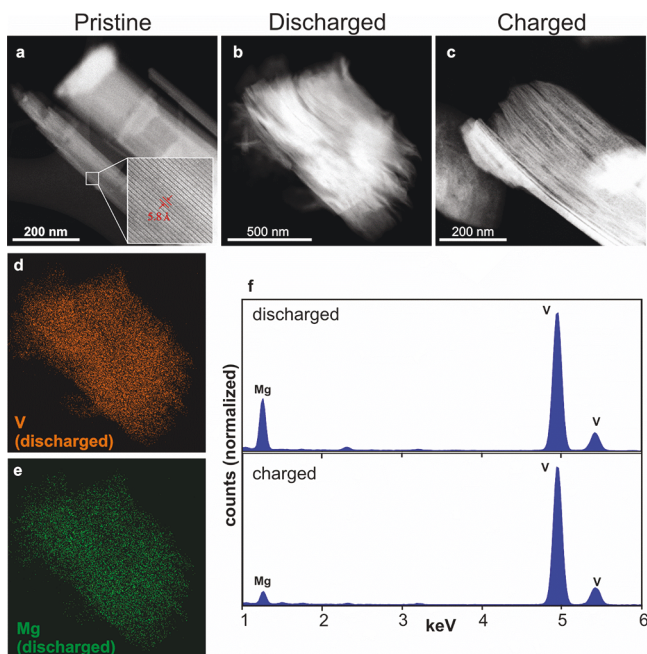 Pristine
Discharged
Charged
a
5.8 Å
200 nm
b
500 nm
c
200 nm
d
V
(discharged)
e
Mg
(discharged)
f
counts (normalized)
discharged
Mg
V
V
charged
Mg
V
V
1 2 3 4 5 6
keV